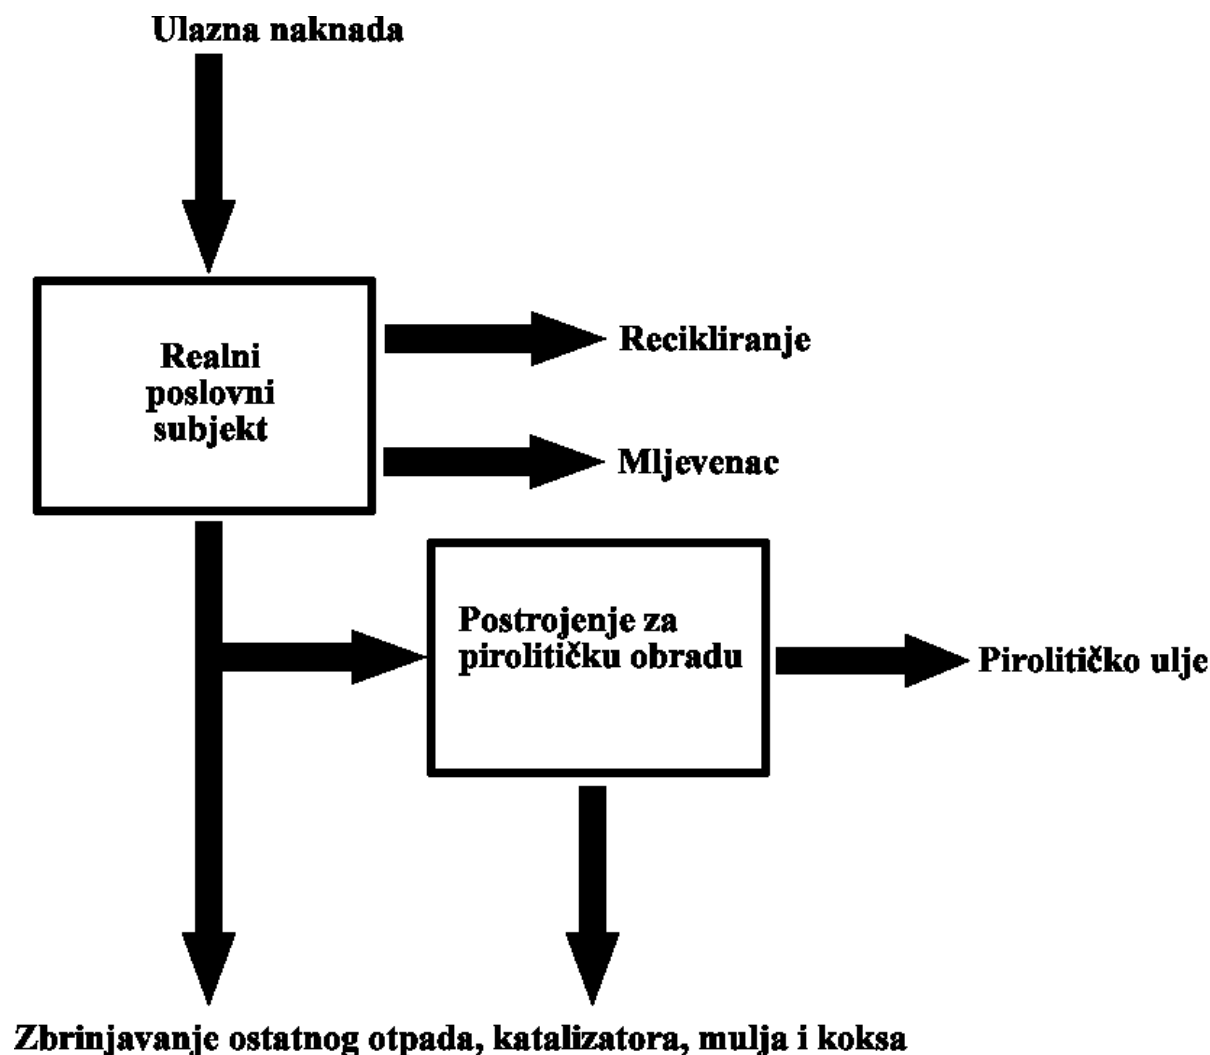 Ulazna naknada
Realni
poslovni
subjekt
Recikliranje
Mljevenac
Postrojenje za
pirolitičku obradu
Pirolitičko ulje
Zbrinjavanje ostatnog otpada, katalizatora, mulja i koksa